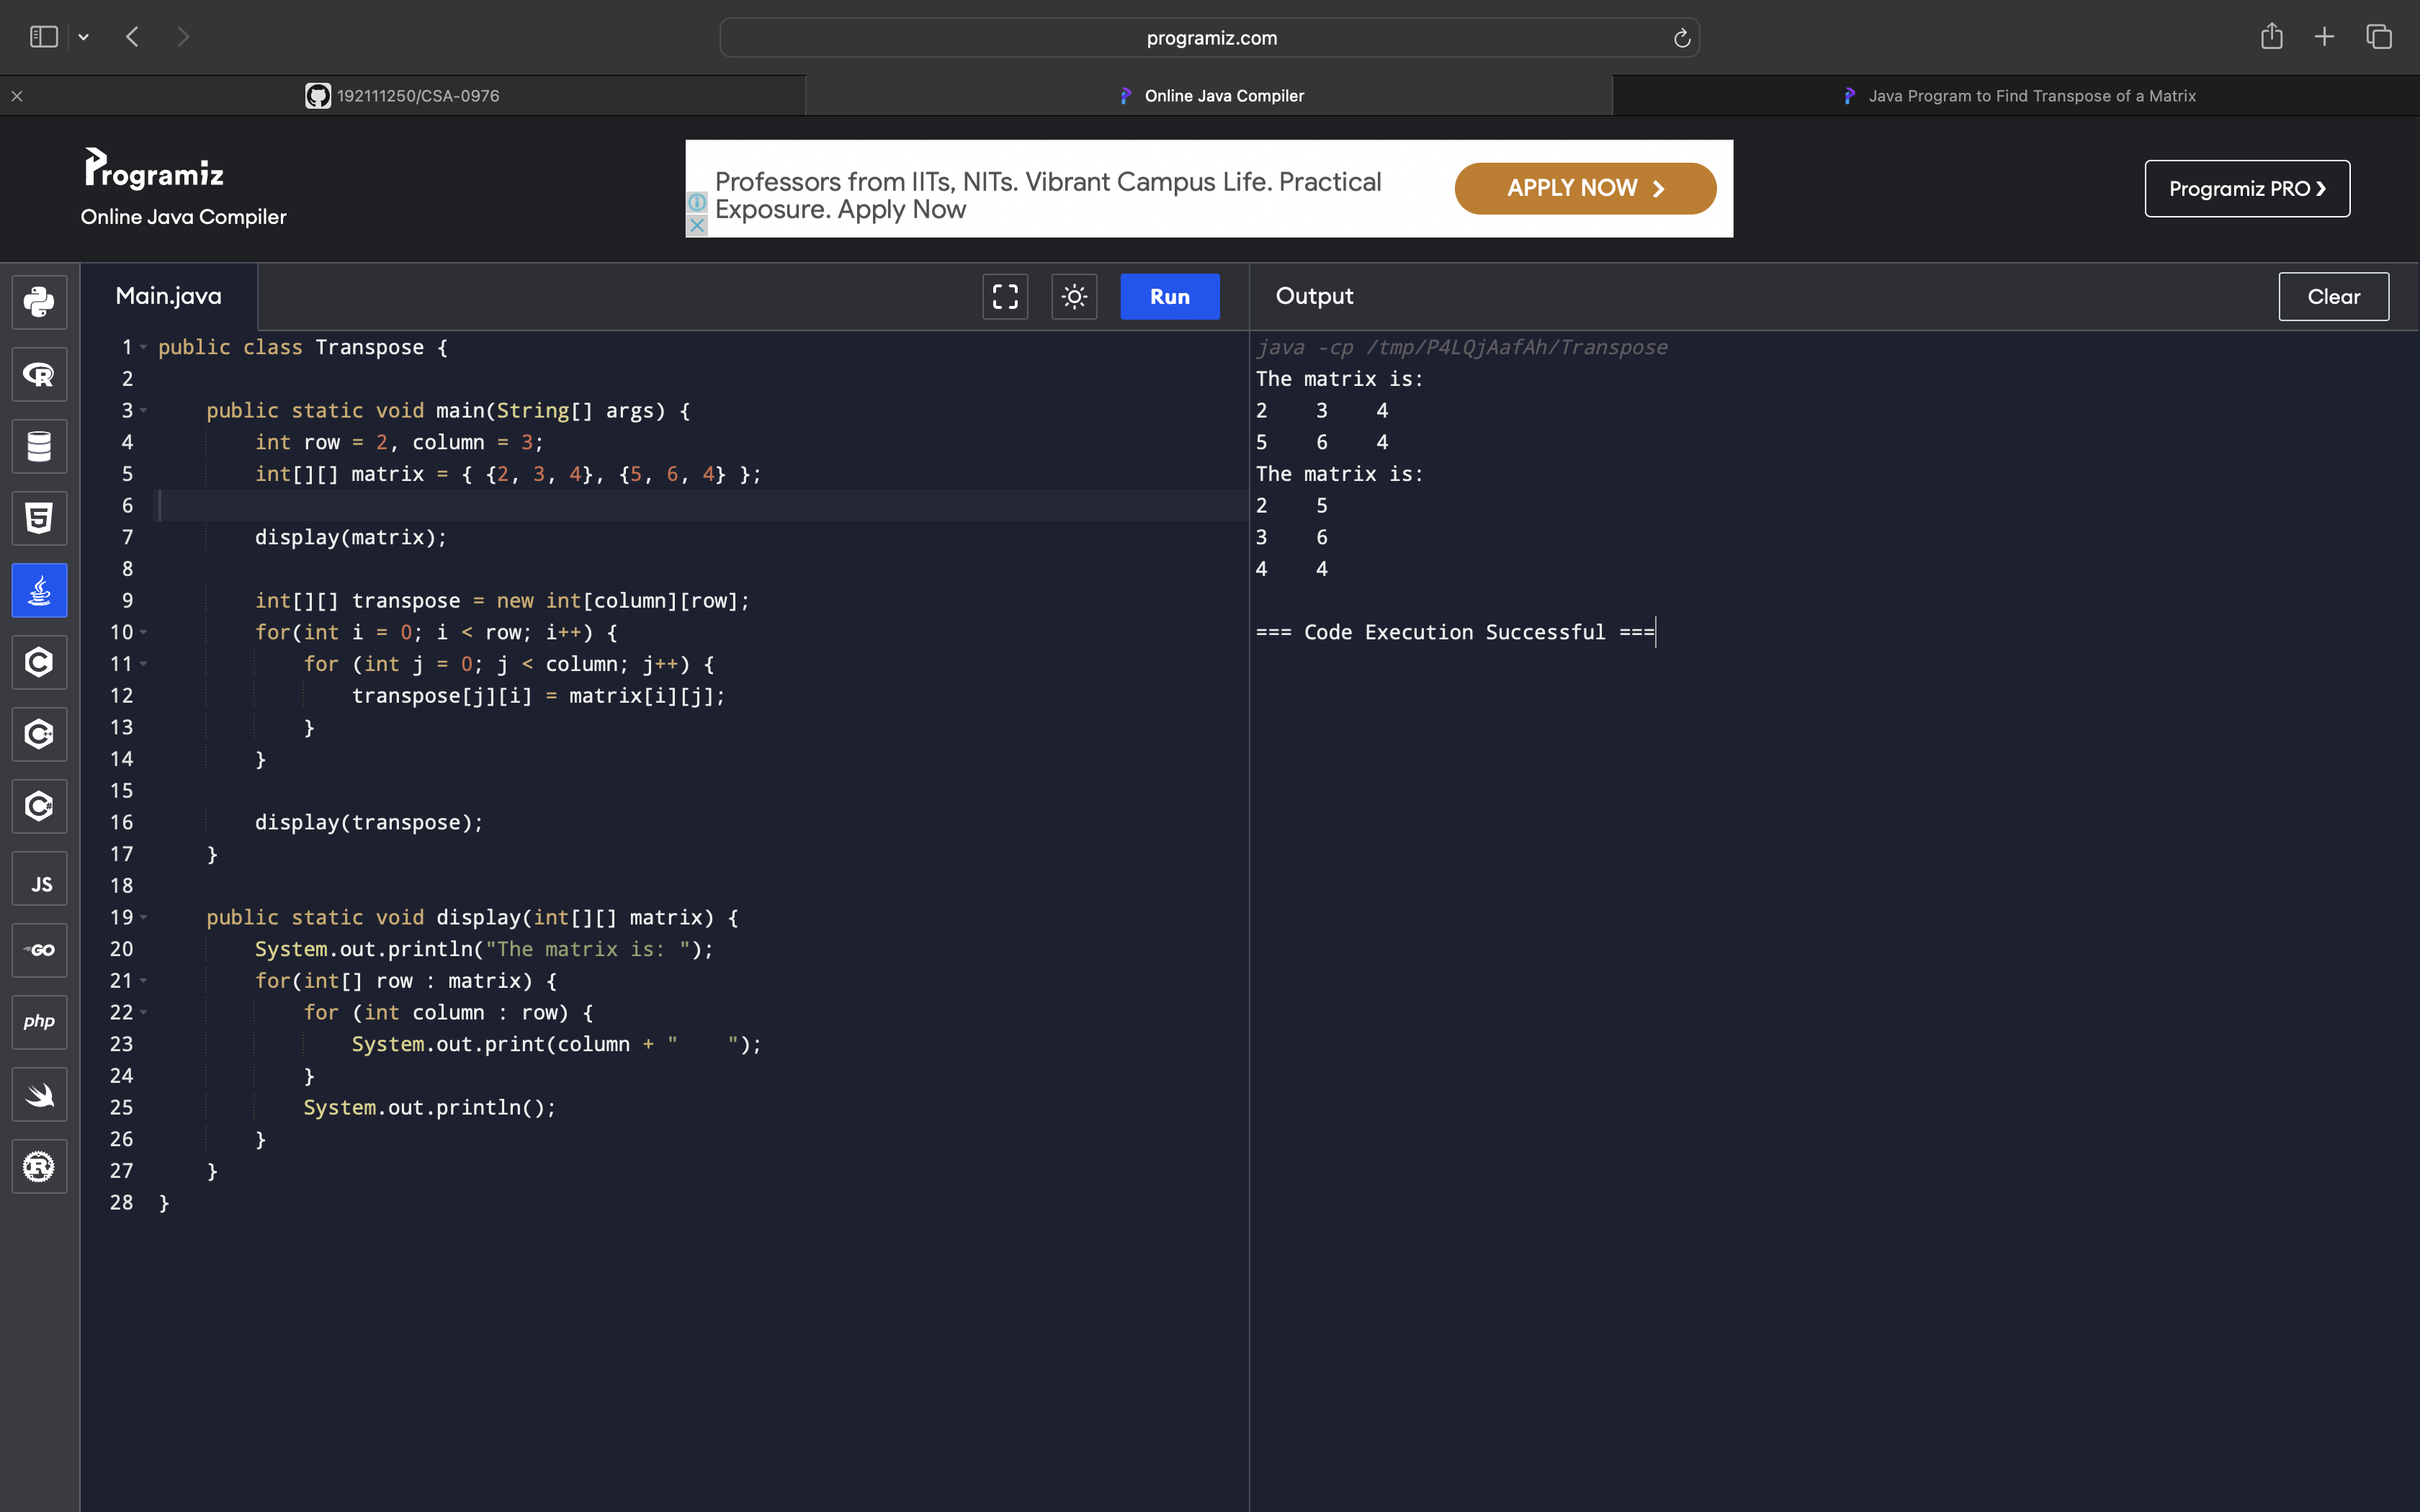 programiz.com
192111250/CSA-0976
Online Java Compiler
Java Program to Find Transpose of a Matrix
Programiz
Online Java Compiler
Professors from IITs, NITs. Vibrant Campus Life. Practical
Exposure. Apply Now
APPLY NOW
Programiz PRO
Main.java
Run
Output
Clear
1 public class Transpose {
2
3     public static void main(String[] args) {
4         int row = 2, column = 3;
5         int[][] matrix = { {2, 3, 4}, {5, 6, 4} };
6
7         display(matrix);
8
9         int[][] transpose = new int[column][row];
10         for(int i = 0; i < row; i++) {
11             for (int j = 0; j < column; j++) {
12                 transpose[j][i] = matrix[i][j];
13             }
14         }
15
16         display(transpose);
17     }
18
19     public static void display(int[][] matrix) {
20         System.out.println("The matrix is: ");
21         for(int[] row : matrix) {
22             for (int column : row) {
23                 System.out.print(column + "    ");
24             }
25             System.out.println();
26         }
27     }
28 }
java -cp /tmp/P4LQjAafAh/Transpose
The matrix is:
2    3    4
5    6    4
The matrix is:
2    5
3    6
4    4
=== Code Execution Successful ===
R
5
C
C++
C#
JS
GO
php
R